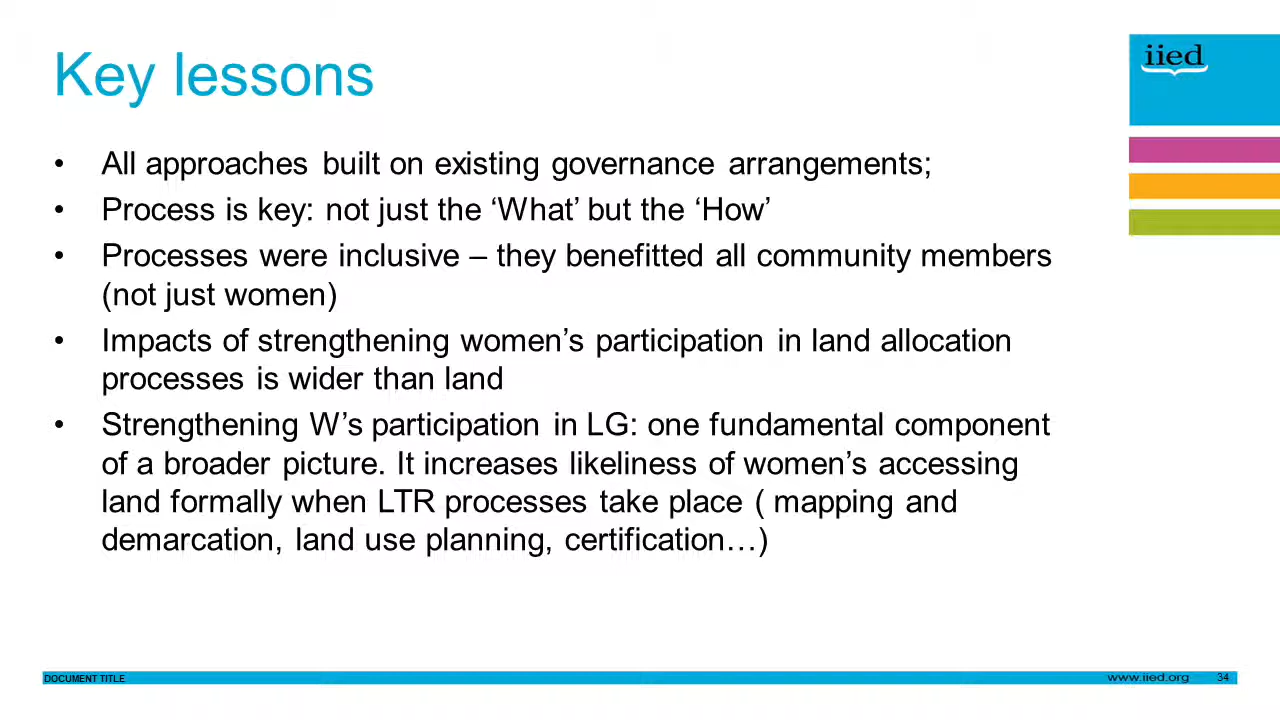 Key lessons
iied
• All approaches built on existing governance arrangements;
• Process is key: not just the ‘What’ but the ‘How’
• Processes were inclusive – they benefitted all community members
(not just women)
• Impacts of strengthening women’s participation in land allocation
processes is wider than land
• Strengthening W’s participation in LG: one fundamental component
of a broader picture. It increases likeliness of women’s accessing
land formally when LTR processes take place ( mapping and
demarcation, land use planning, certification…)
DOCUMENT TITLE
www.iied.org
34